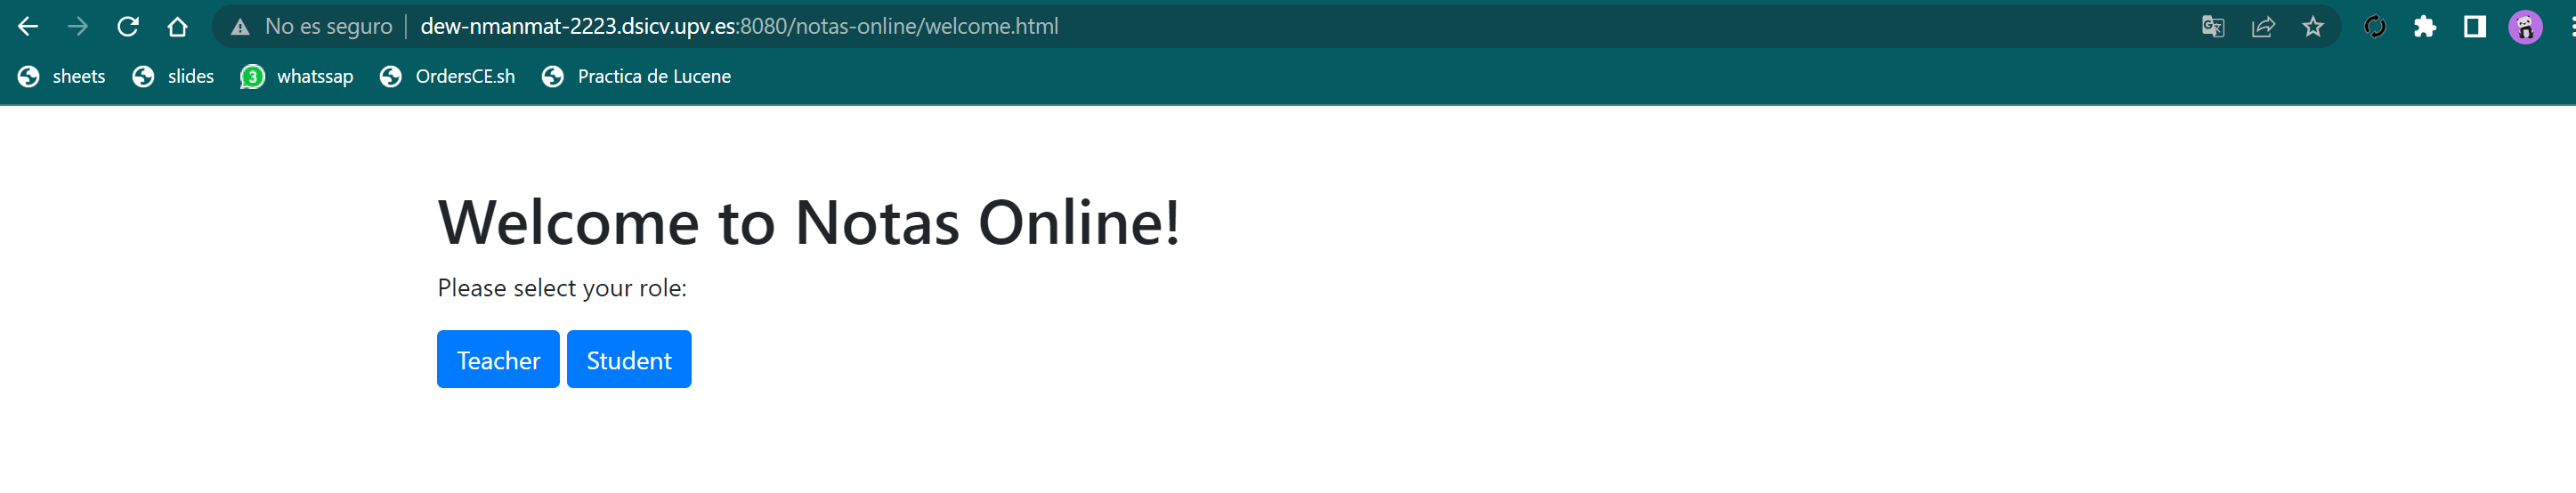 No es seguro dew-nmanmat-2223.dsicv.upv.es:8080/notas-online/welcome.html
sheets slides 3 whatssap OrdersCE.sh Practica de Lucene
Welcome to Notas Online!
Please select your role:
Teacher Student